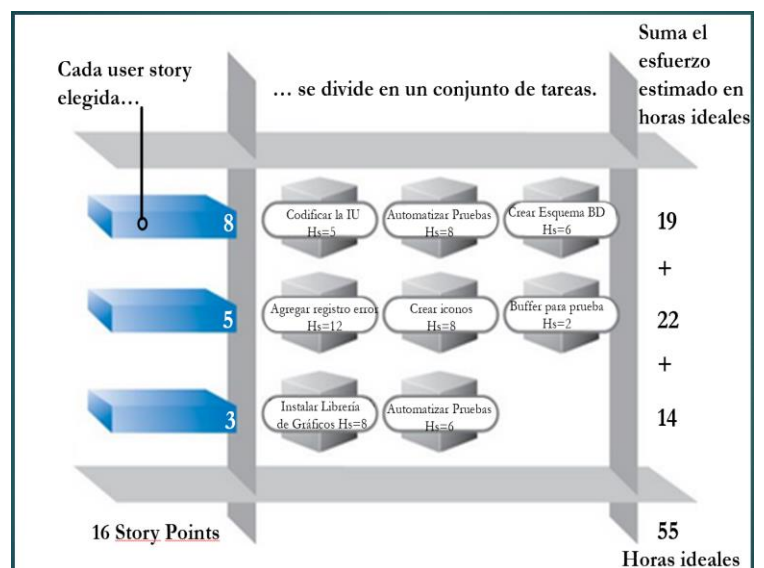 Cada user story
elegida…
… se divide en un conjunto de tareas.
Suma el
esfuerzo
estimado en
horas ideales
8
Codificar la IU
Hs=5
Automatizar Pruebas
Hs=8
Crear Esquema BD
Hs=6
19
+
5
Agregar registro error
Hs=12
Crear iconos
Hs=8
Buffer para prueba
Hs=2
22
+
3
Instalar Librería
de Gráficos Hs=8
Automatizar Pruebas
Hs=6
14
16 Story Points
55
Horas ideales